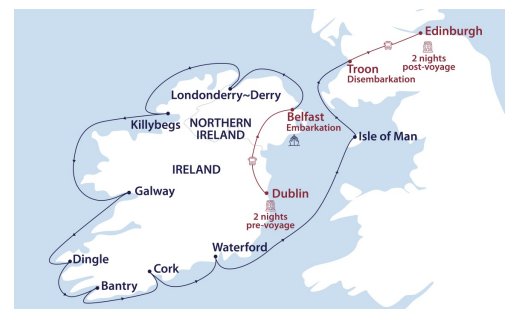 Edinburgh
2 nights
post-voyage
Troon
Disembarkation
Londonderry~Derry
Killybegs
NORTHERN
IRELAND
Belfast
Embarkation
Isle of Man
IRELAND
Galway
Dublin
2 nights
pre-voyage
Waterford
Dingle
Cork
Bantry